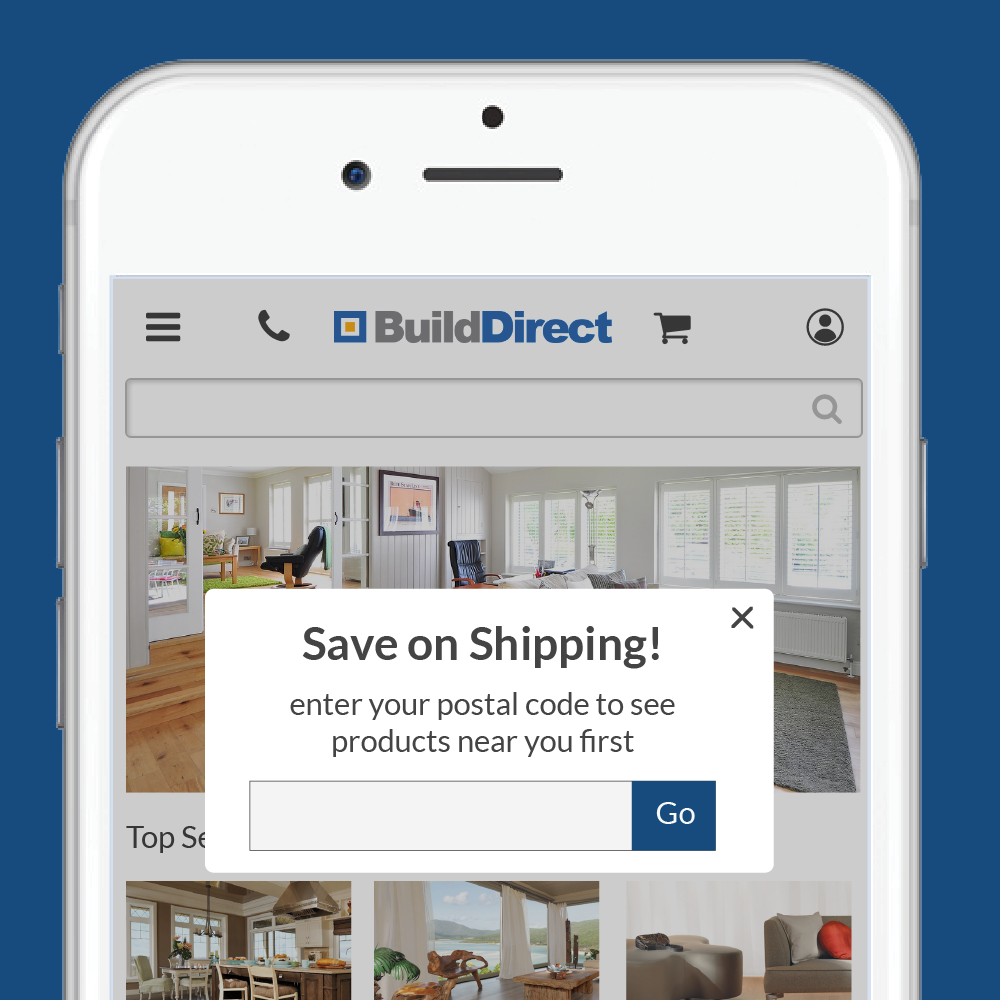 BuildDirect
Save on Shipping!
enter your postal code to see
products near you first
Go
Top Se